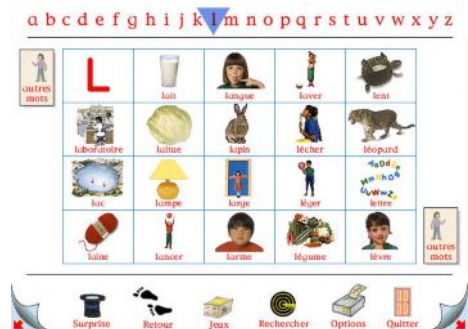 a b c d e f g h i j k l m n o p q r s t u v w x y z
autres mots
L lait langue laver lent
laboratoire laitue lapin lécher léopard
lac lampe large léger lettre
laine lancer larme légume lèvre
autres mots
Surprise Retour Jeux Rechercher Options Quitter